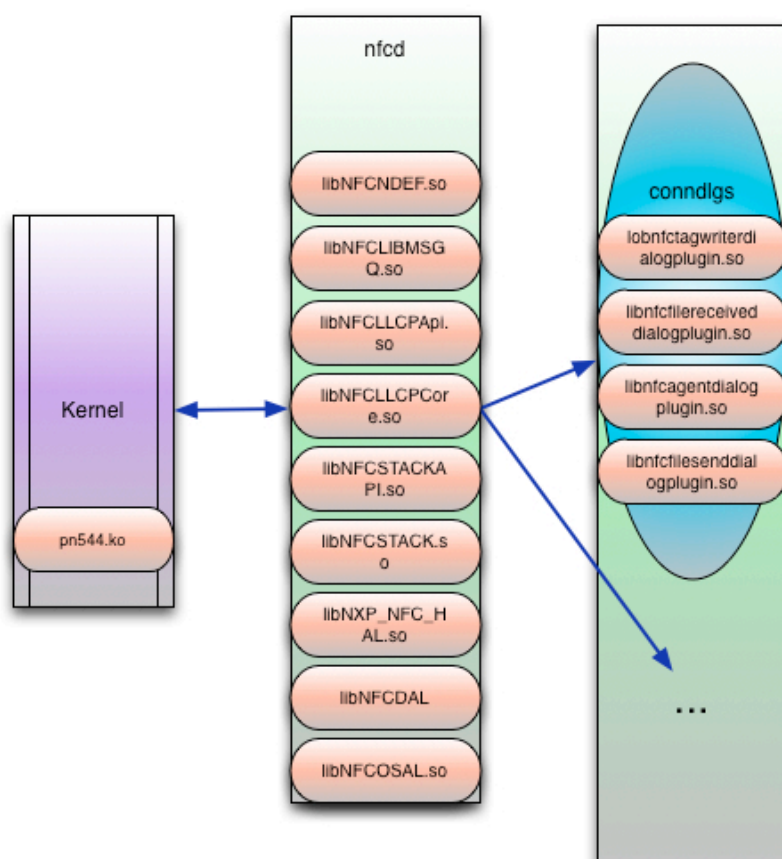 nfcd
libNFCNDEF.so
libNFCLIBMSG
Q.so
libNFCLLCPApi.
so
libNFCLLCPCor
e.so
libNFCSTACKA
PI.so
libNFCSTACK.s
o
libNXP_NFC_H
AL.so
libNFCDAL
libNFCOSAL.so
Kernel
pn544.ko
conndlgs
lobnfctagwriterdi
alogplugin.so
libnfcfilereceived
dialogplugin.so
libnfcagentdialog
plugin.so
libnfcfilesenddial
ogplugin.so
...